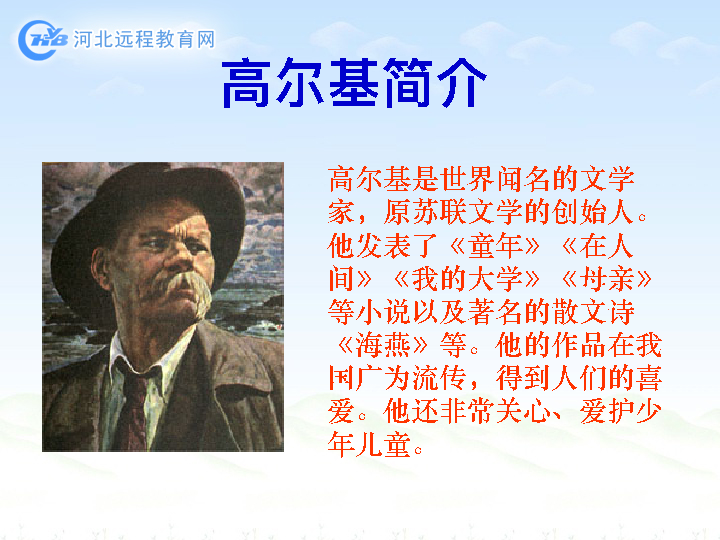 CHYB 河北远程教育网
高尔基简介
高尔基是世界闻名的文学
家，原苏联文学的创始人。
他发表了《童年》《在人
间》《我的大学》《母亲》
等小说以及著名的散文诗
《海燕》等。他的作品在我
国广为流传，得到人们的喜
爱。他还非常关心、爱护少
年儿童。